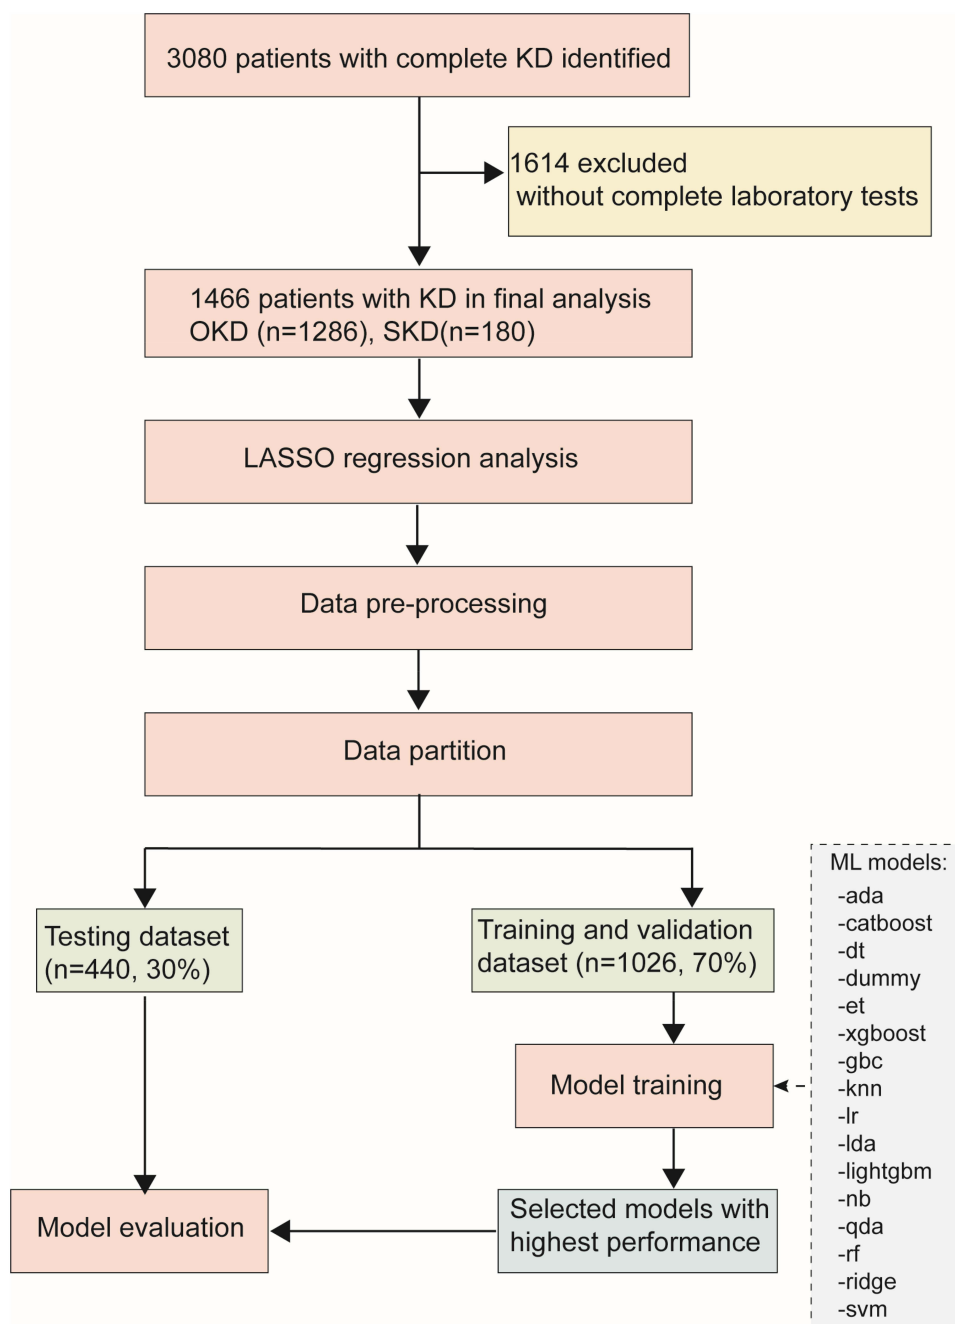 3080 patients with complete KD identified
1614 excluded
without complete laboratory tests
1466 patients with KD in final analysis
OKD (n=1286), SKD(n=180)
LASSO regression analysis
Data pre-processing
Data partition
Testing dataset
(n=440, 30%)
Training and validation
dataset (n=1026, 70%)
Model training
Selected models with
highest performance
Model evaluation
ML models:
-ada
-catboost
-dt
-dummy
-et
-xgboost
-gbc
-knn
-lr
-lda
-lightgbm
-nb
-qda
-rf
-ridge
-svm